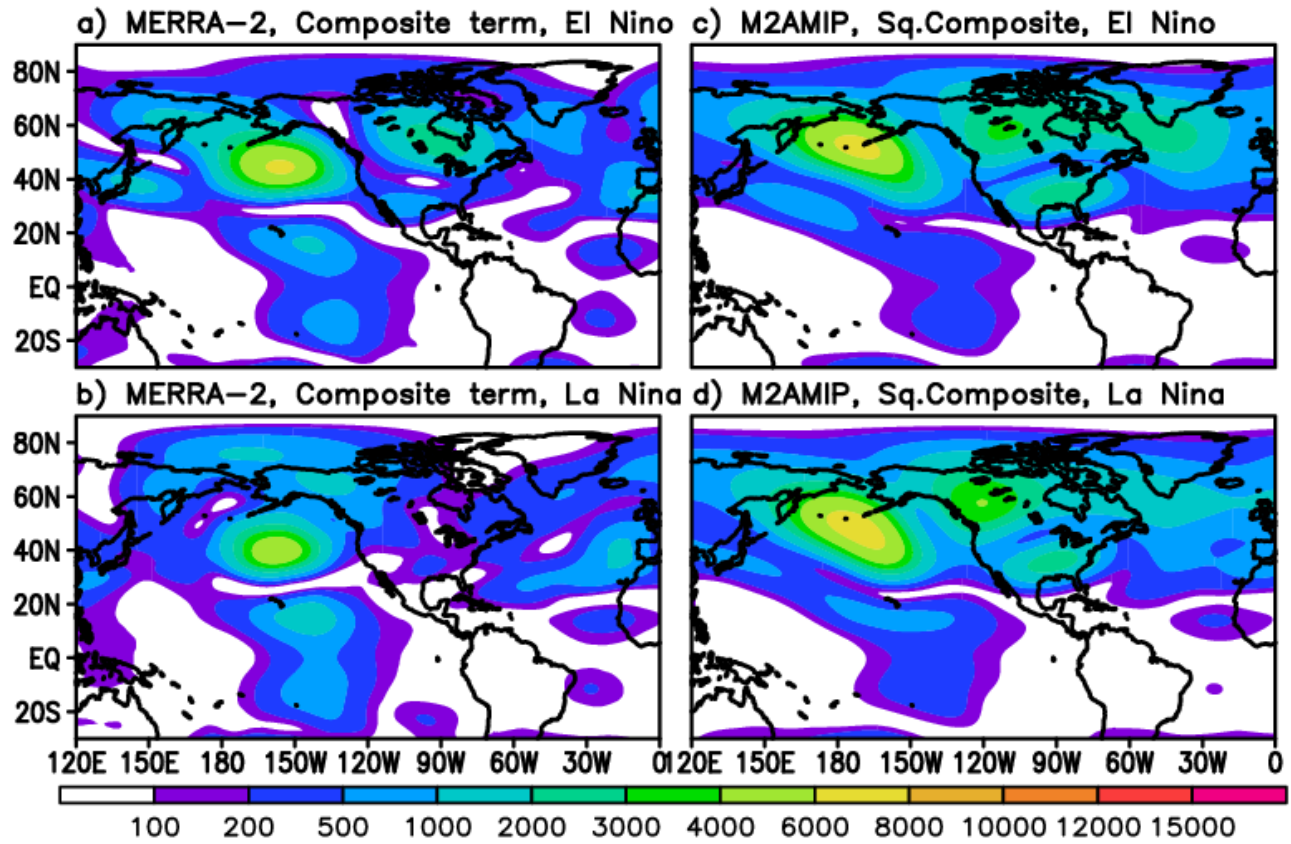 a) MERRA-2, Composite term, El Nino
c) M2AMIP, Sq.Composite, El Nino
80N
60N
40N
20N
EQ
20S
b) MERRA-2, Composite term, La Nina
d) M2AMIP, Sq.Composite, La Nina
80N
60N
40N
20N
EQ
20S
120E 150E 180 150W 120W 90W 60W 30W 0
120E 150E 180 150W 120W 90W 60W 30W 0
100 200 500 1000 2000 3000 4000 6000 8000 10000 12000 15000